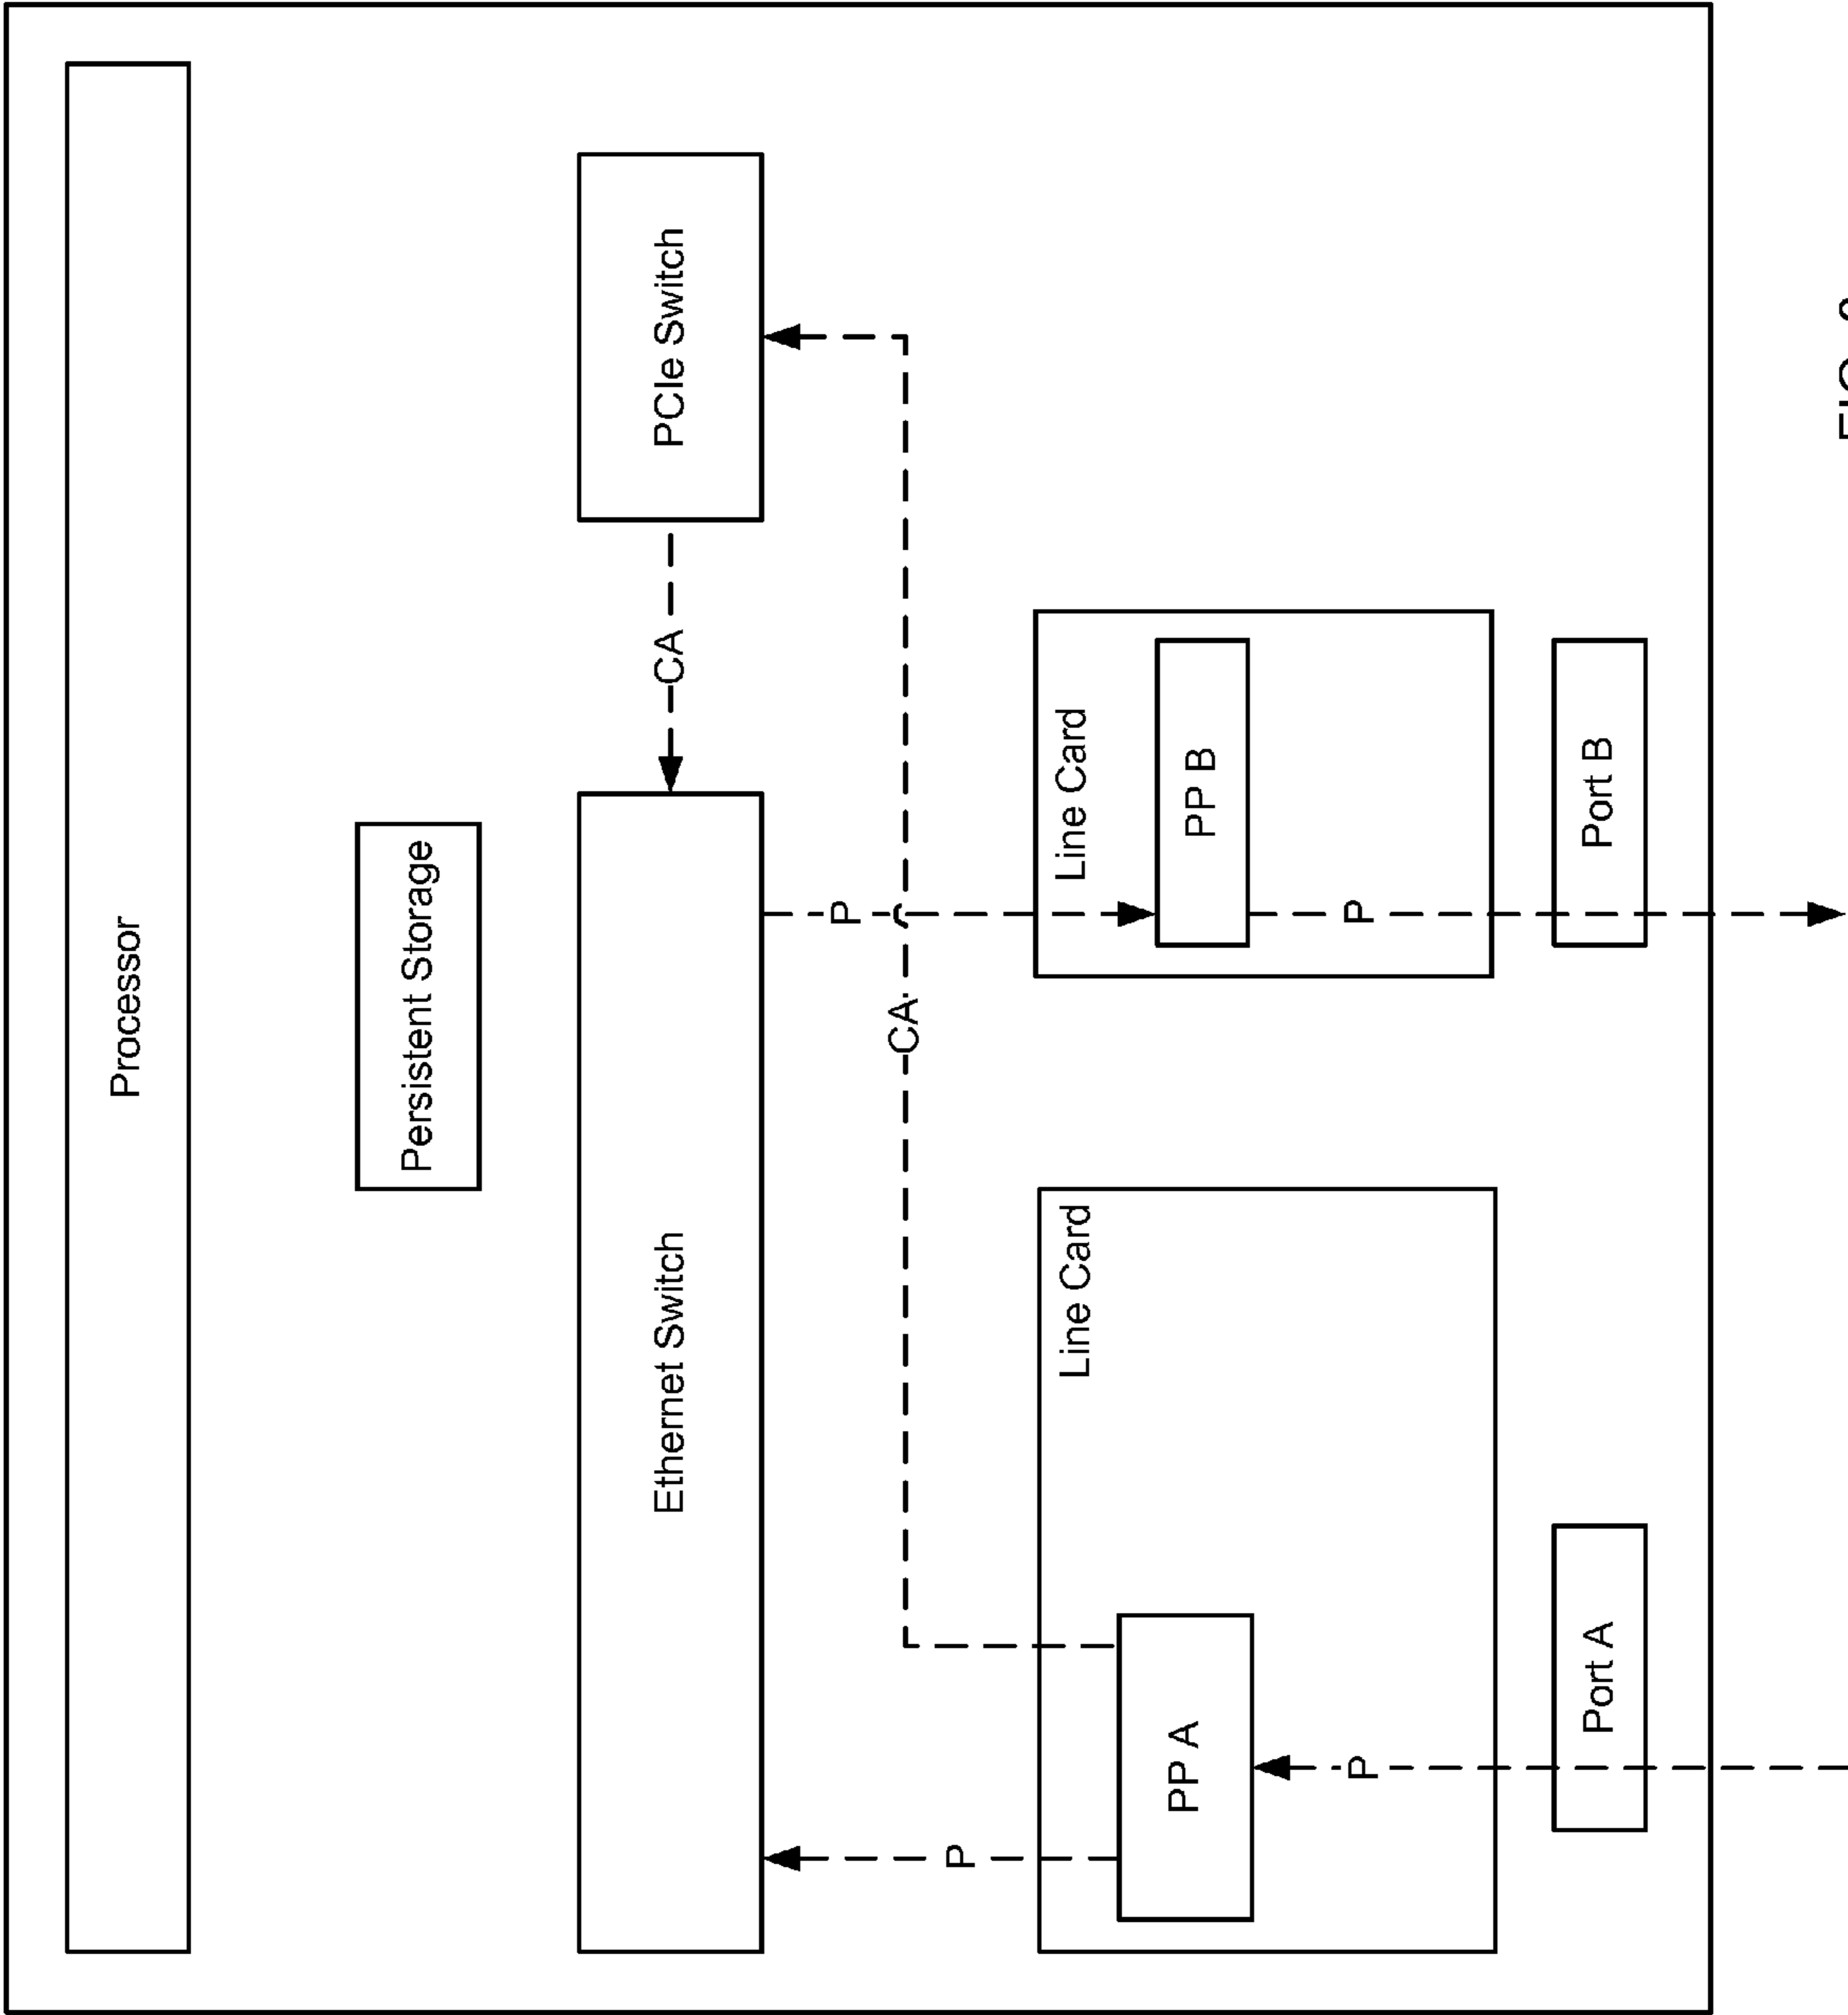 Processor
Persistent Storage
Ethernet Switch
CA
PCIe Switch
P
CA
P
Line Card
Line Card
PP A
PP B
P
P
Port A
Port B